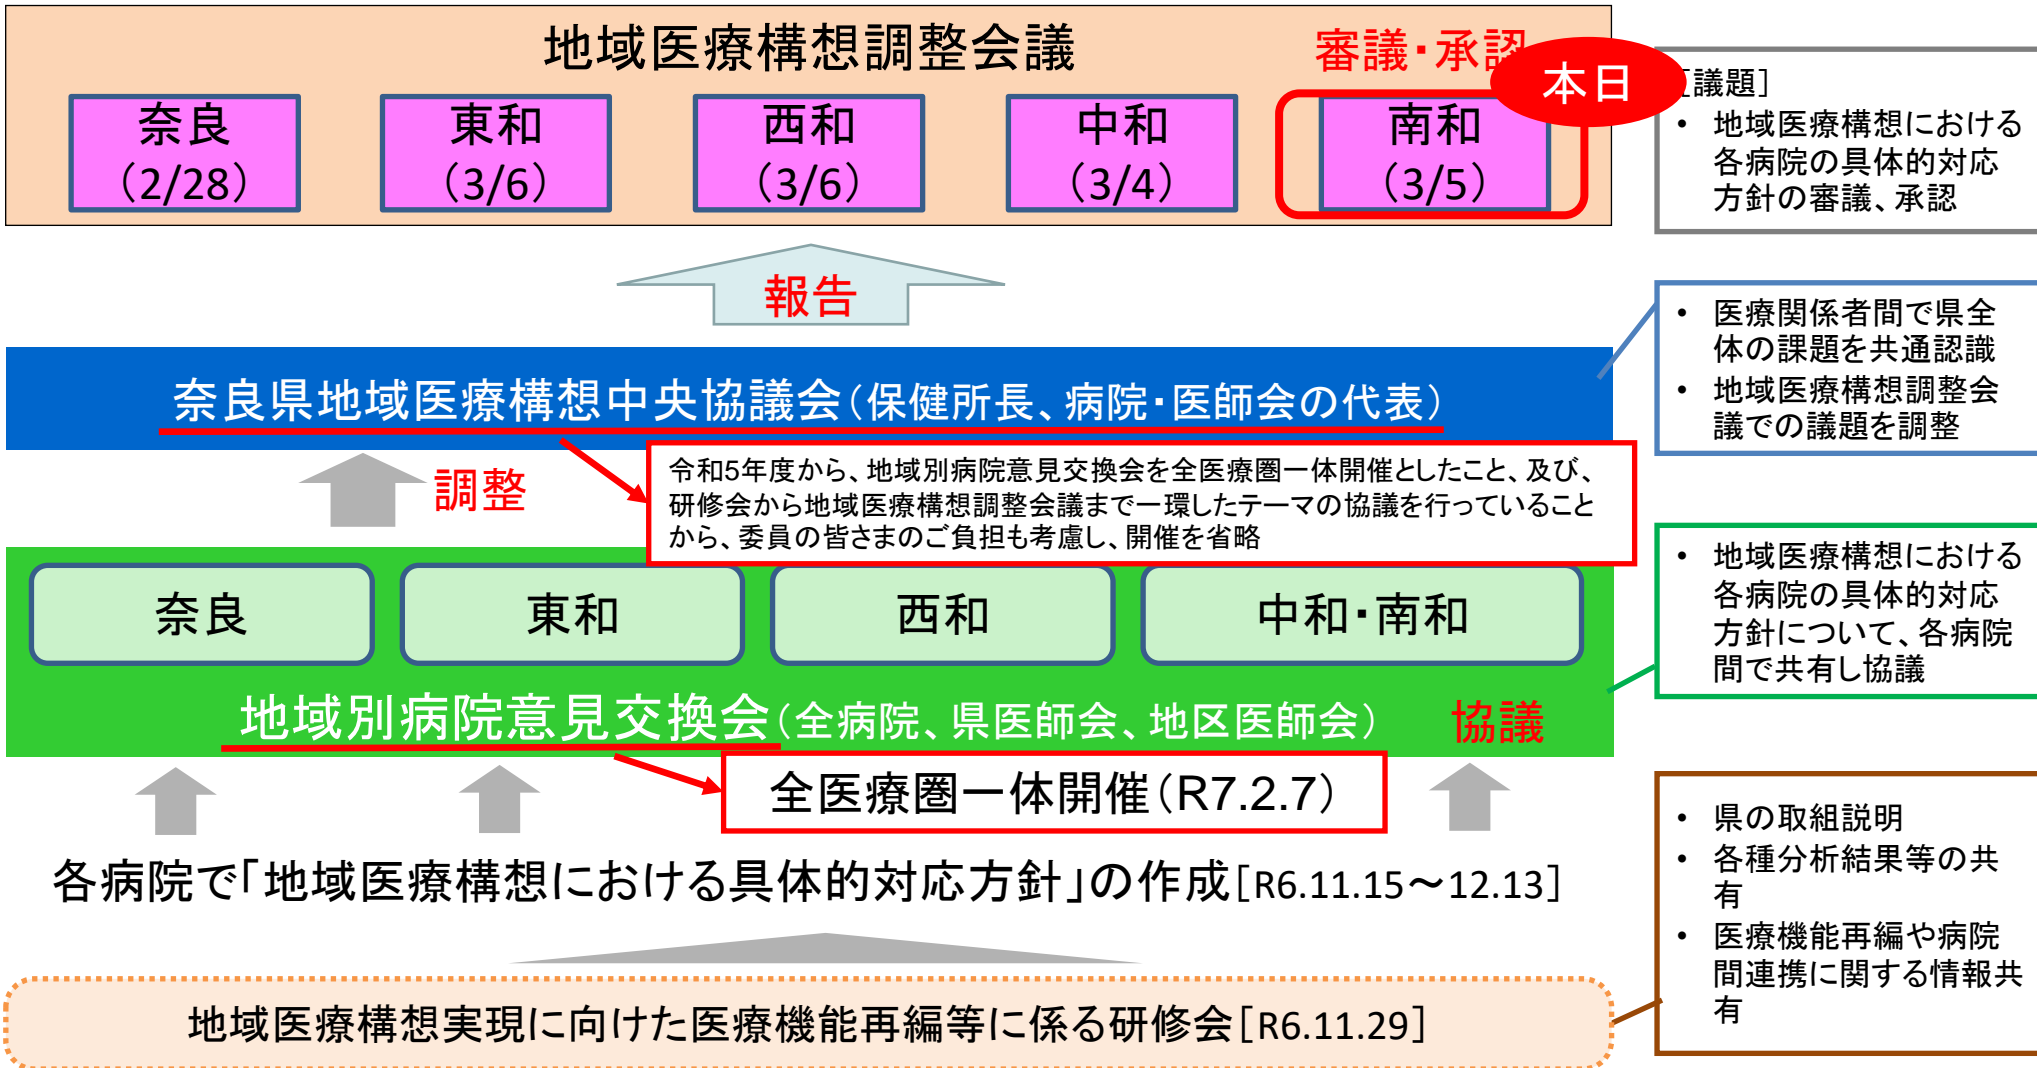 地域医療構想調整会議
審議・承認
本日
奈良
（2/28）
東和
（3/6）
西和
（3/6）
中和
（3/4）
南和
（3/5）
［議題］
• 地域医療構想における
各病院の具体的対応
方針の審議、承認
報告
奈良県地域医療構想中央協議会（保健所長、病院・医師会の代表）
• 医療関係者間で県全
体の課題を共通認識
• 地域医療構想調整会
議での議題を調整
調整
令和5年度から、地域別病院意見交換会を全医療圏一体開催としたこと、及び、
研修会から地域医療構想調整会議まで一環したテーマの協議を行っていること
から、委員の皆さまのご負担も考慮し、開催を省略
奈良
東和
西和
中和・南和
地域別病院意見交換会（全病院、県医師会、地区医師会）
協議
• 地域医療構想における
各病院の具体的対応
方針について、各病院
間で共有し協議
全医療圏一体開催（R7.2.7）
各病院で「地域医療構想における具体的対応方針」の作成［R6.11.15～12.13］
地域医療構想実現に向けた医療機能再編等に係る研修会［R6.11.29］
• 県の取組説明
• 各種分析結果等の共
有
• 医療機能再編や病院
間連携に関する情報共
有